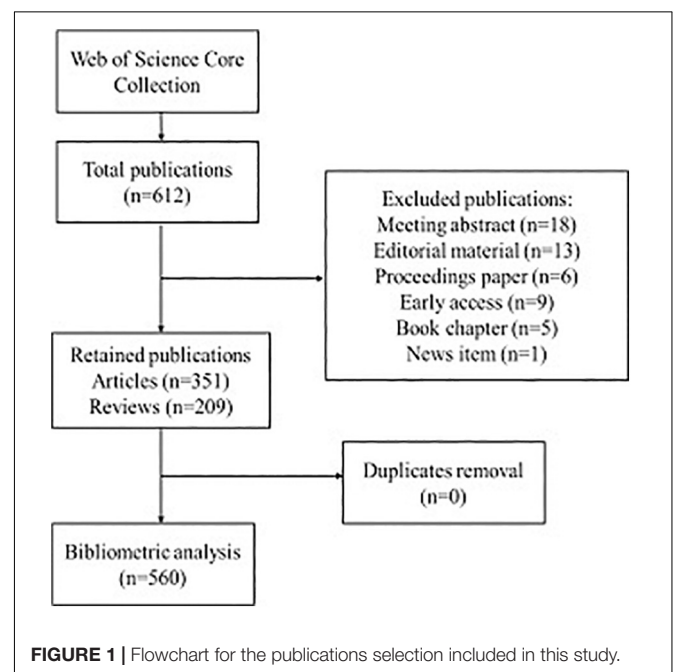 Web of Science Core
Collection
Total publications
(n=612)
Excluded publications:
Meeting abstract (n=18)
Editorial material (n=13)
Proceedings paper (n=6)
Early access (n=9)
Book chapter (n=5)
News item (n=1)
Retained publications
Articles (n=351)
Reviews (n=209)
Duplicates removal
(n=0)
Bibliometric analysis
(n=560)
FIGURE 1 | Flowchart for the publications selection included in this study.